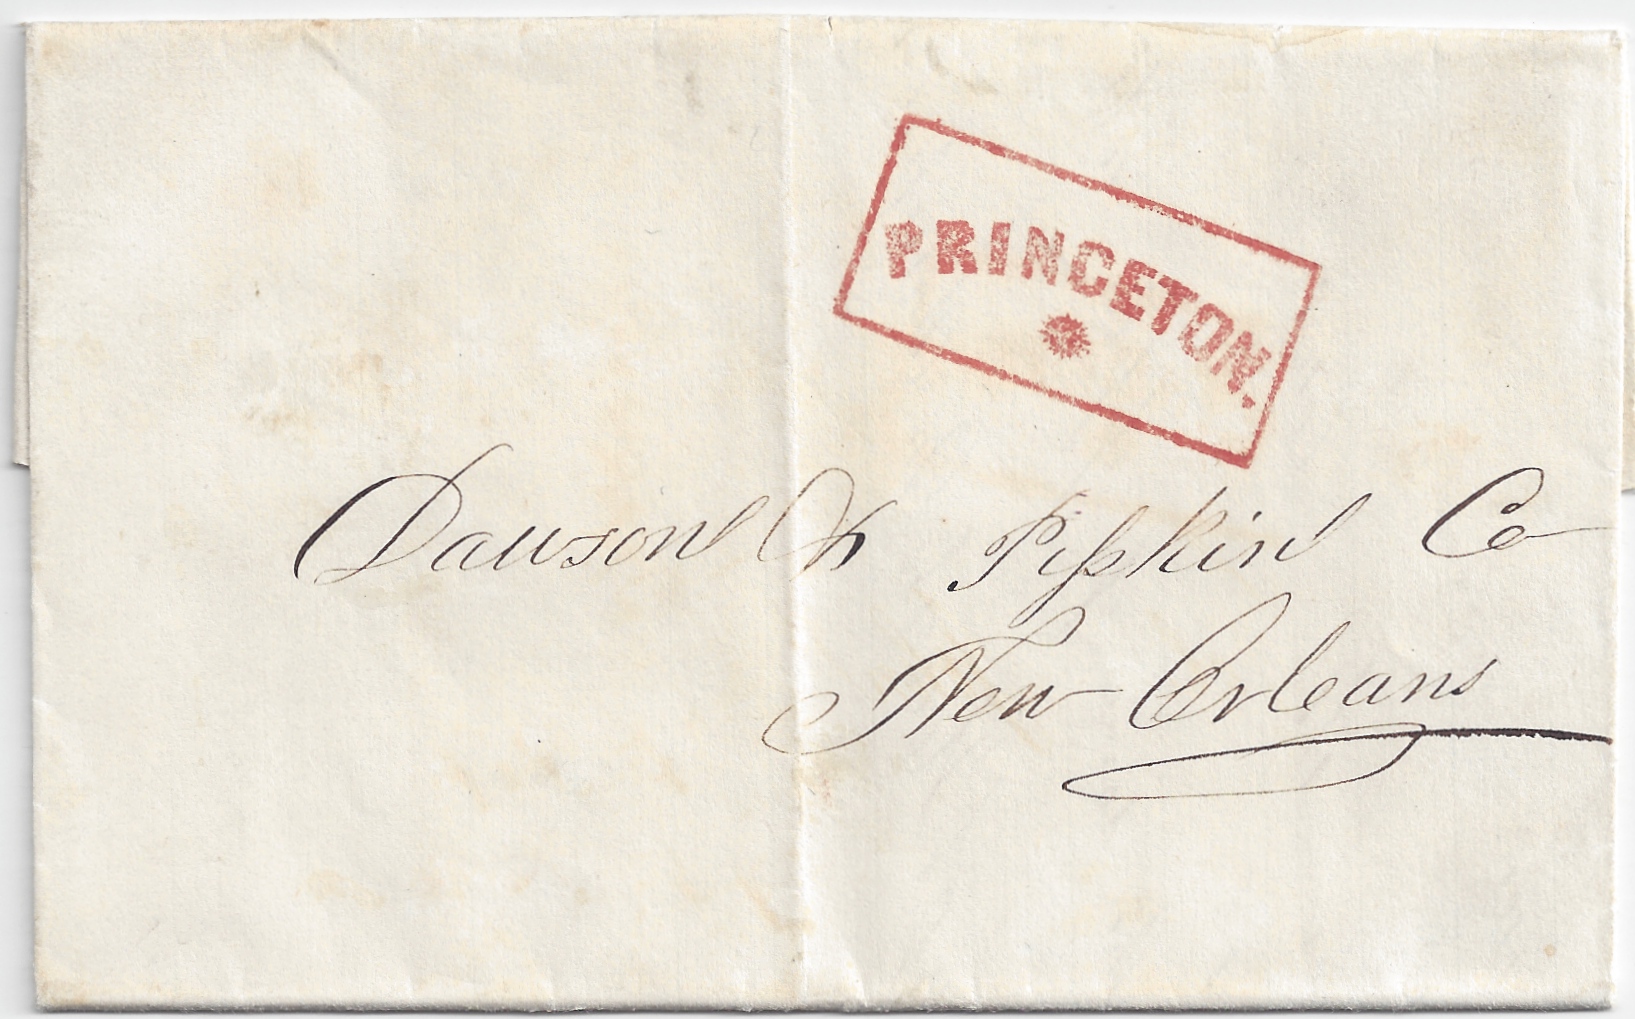 PRINCETON.
Dawson & Pipkin Co
New Orleans